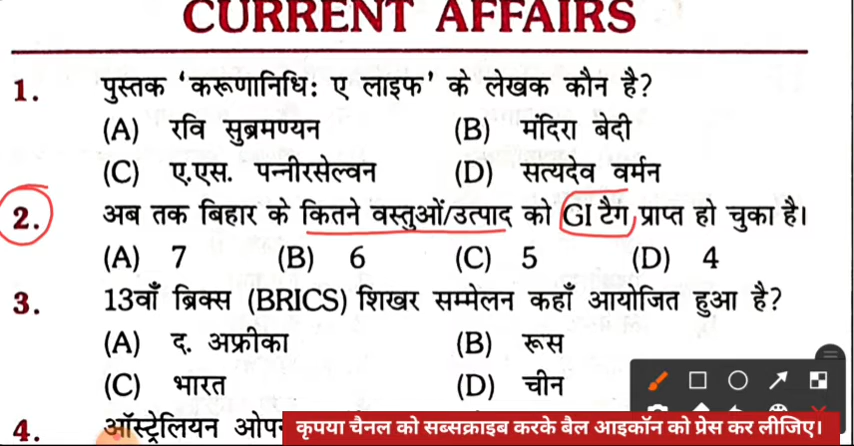 CURRENT AFFAIRS
1. पुस्तक ‘करूणानिधि: ए लाइफ’ के लेखक कौन है?
(A) रवि सुब्रमण्यन (B) मंदिरा बेदी
(C) ए.एस. पन्नीरसेल्वन (D) सत्यदेव वर्मन
2. अब तक बिहार के कितने वस्तुओं/उत्पाद को GI टैग प्राप्त हो चुका है।
(A) 7 (B) 6 (C) 5 (D) 4
3. 13वाँ ब्रिक्स (BRICS) शिखर सम्मेलन कहाँ आयोजित हुआ है?
(A) द. अफ्रीका (B) रूस
(C) भारत (D) चीन
4. ऑस्ट्रेलियन
कृपया चैनल को सब्सक्राइब करके बैल आइकॉन को प्रेस कर लीजिए।